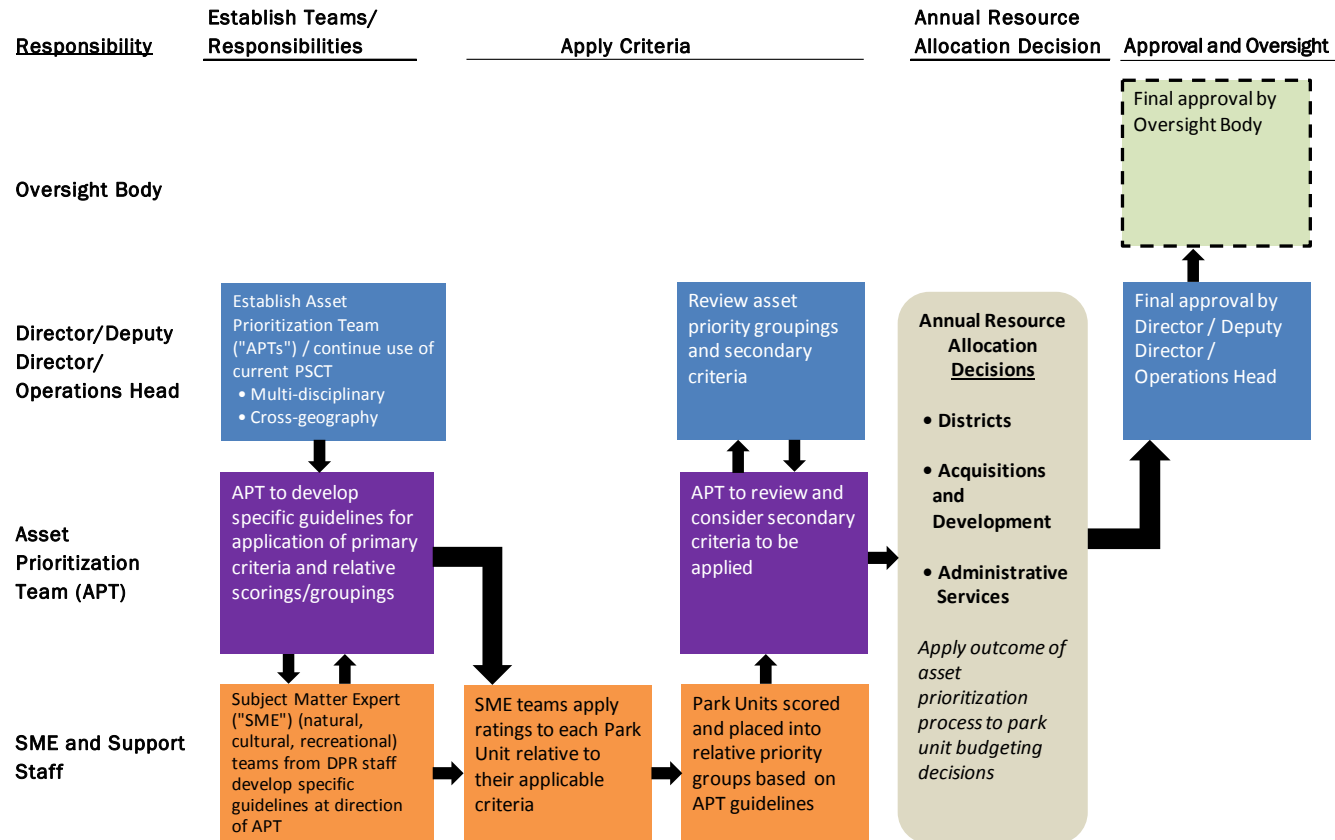 Establish Teams/
Responsibilities
Annual Resource
Allocation Decision
Responsibility
Apply Criteria
Approval and Oversight
Oversight Body
Final approval by
Oversight Body
Director/Deputy
Director/
Operations Head
Establish Asset
Prioritization Team
("APTs") / continue use of
current PSCT
• Multi-disciplinary
• Cross-geography
Review asset
priority groupings
and secondary
criteria
Annual Resource
Allocation
Decisions
• Districts
• Acquisitions
and
Development
• Administrative
Services
Apply outcome of
asset
prioritization
process to park
unit budgeting
decisions
Final approval by
Director / Deputy
Director /
Operations Head
Asset
Prioritization
Team (APT)
APT to develop
specific guidelines for
application of primary
criteria and relative
scorings/groupings
APT to review and
consider secondary
criteria to be
applied
SME and Support
Staff
Subject Matter Expert
("SME") (natural,
cultural, recreational)
teams from DPR staff
develop specific
guidelines at direction
of APT
SME teams apply
ratings to each Park
Unit relative to
their applicable
criteria
Park Units scored
and placed into
relative priority
groups based on
APT guidelines